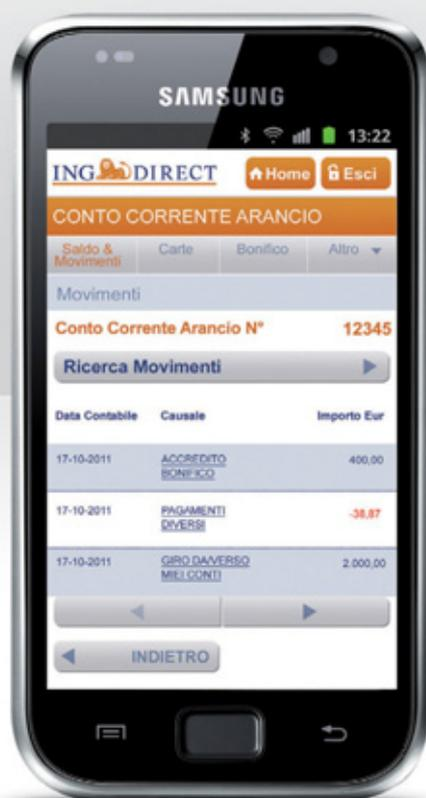 SAMSUNG
13:22
ING DIRECT Home Esci
CONTO CORRENTE ARANCIO
Saldo & Movimenti Carte Bonifico Altro
Movimenti
Conto Corrente Arancio N° 12345
Ricerca Movimenti
Data Contabile Causale Importo Eur
17-10-2011 ACCREDITO BONIFICO 400,00
17-10-2011 PAGAMENTI DIVERSI -38,87
17-10-2011 GIRO DA/VERSO MIEI CONTI 2.000,00
INDIETRO